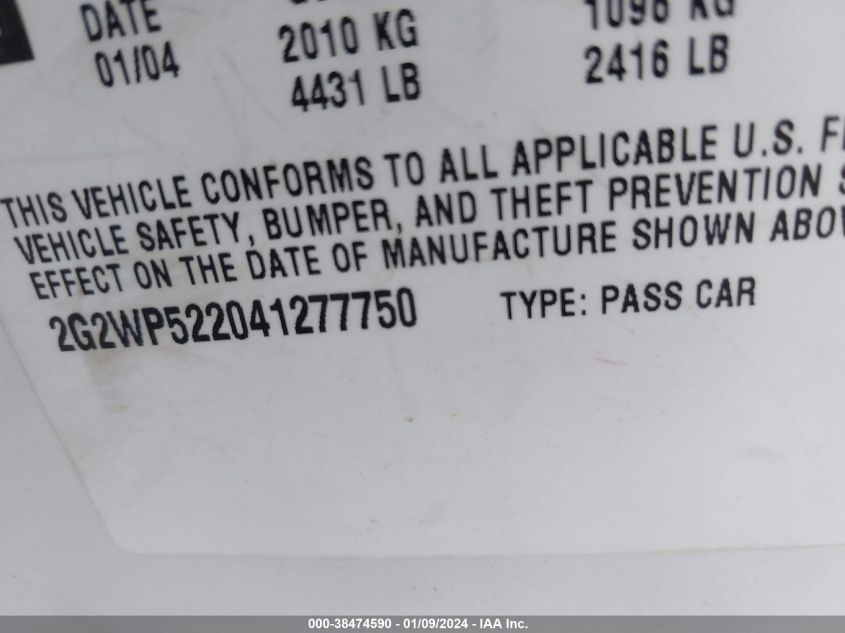 DATE
01/04
2010 KG
4431 LB
1096 KG
2416 LB
THIS VEHICLE CONFORMS TO ALL APPLICABLE U.S.
VEHICLE SAFETY, BUMPER, AND THEFT PREVENTION
EFFECT ON THE DATE OF MANUFACTURE SHOWN
2G2WP522041277750 TYPE: PASS CAR
000-38474590 - 01/09/2024 - IAA Inc.